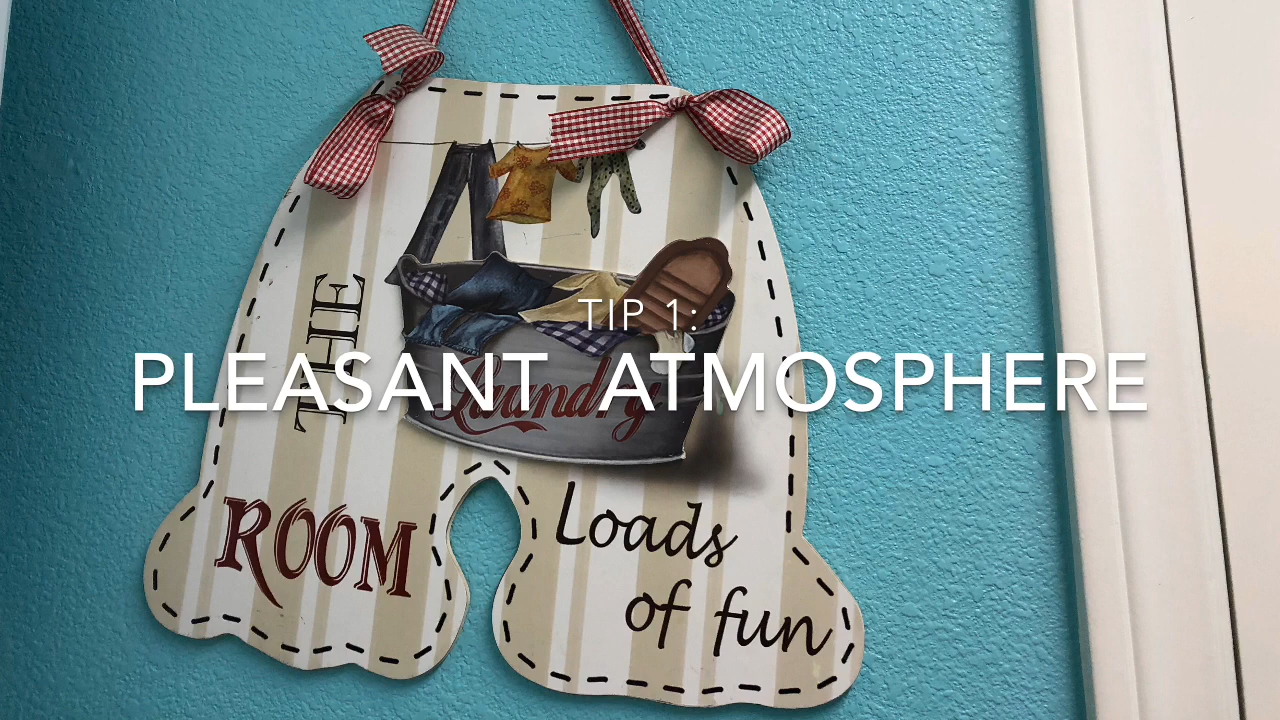 TIP 1:
PLEASANT ATMOSPHERE
THE
Laundry
ROOM
Loads
of fun